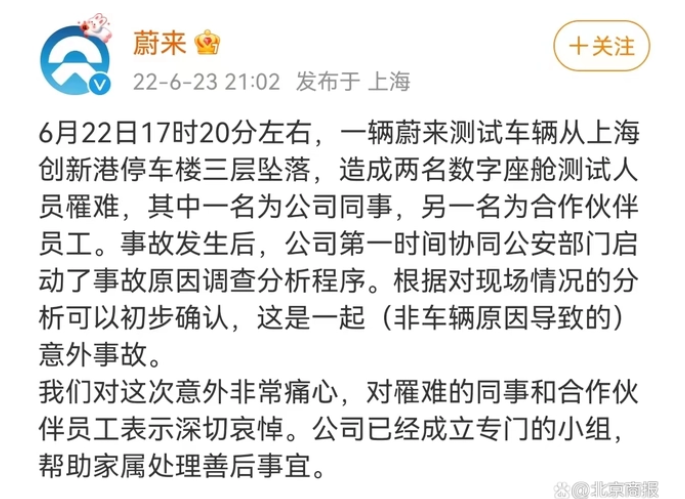 蔚来
+关注
22-6-23 21:02 发布于 上海
6月22日17时20分左右，一辆蔚来测试车辆从上海
创新港停车楼三层坠落，造成两名数字座舱测试人
员罹难，其中一名为公司同事，另一名为合作伙伴
员工。事故发生后，公司第一时间协同公安部门启
动了事故原因调查分析程序。根据对现场情况的分
析可以初步确认，这是一起（非车辆原因导致的）
意外事故。
我们对这次意外非常痛心，对罹难的同事和合作伙
伴员工表示深切哀悼。公司已经成立专门的小组，
帮助家属处理善后事宜。
@北京商报